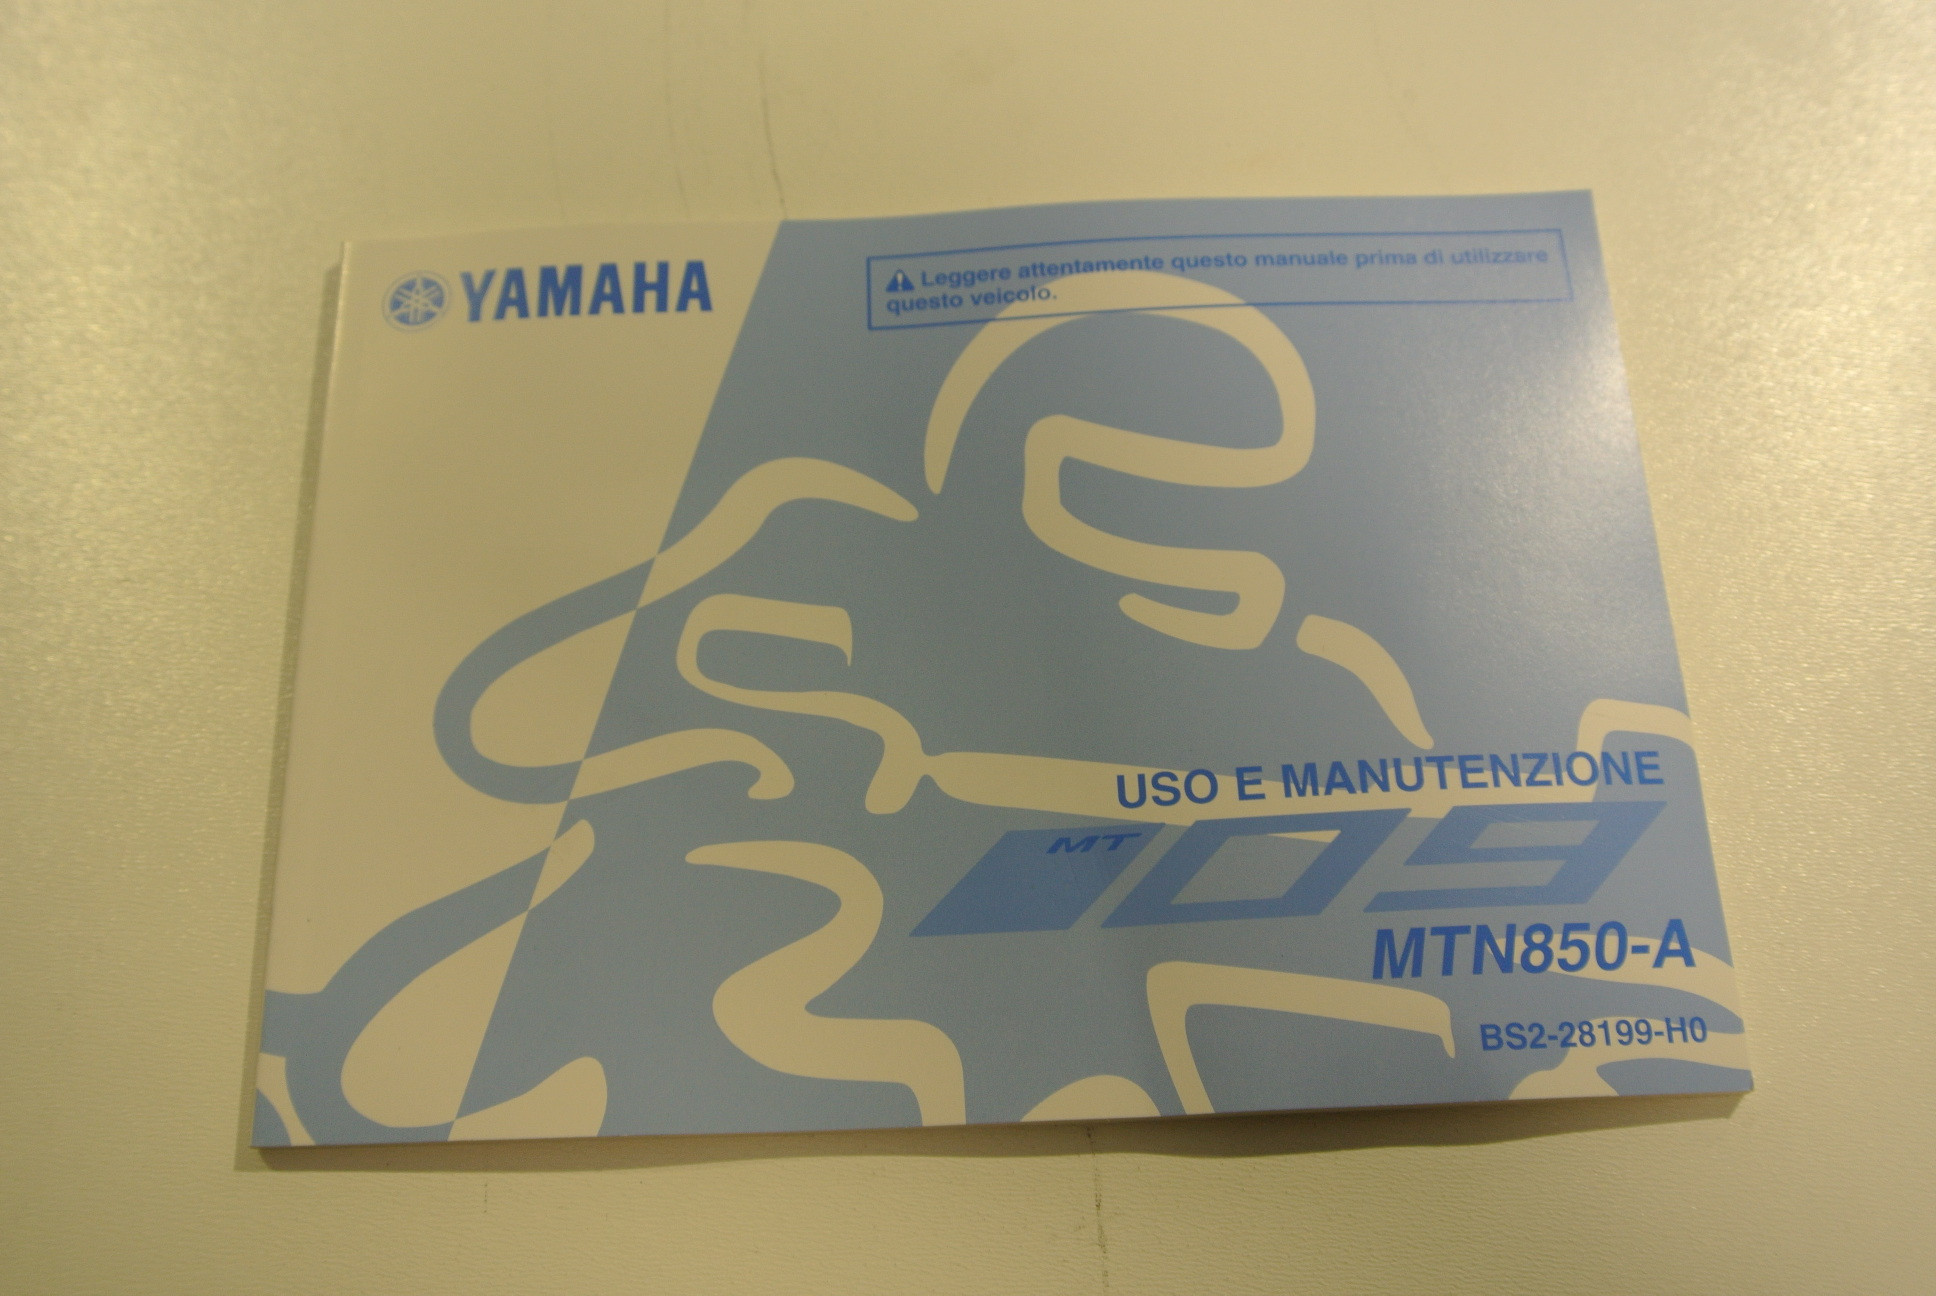 YAMAHA
Leggere attentamente questo manuale prima di utilizzare
questo veicolo.
USO E MANUTENZIONE
MT
09
MTN850-A
BS2-28199-H0